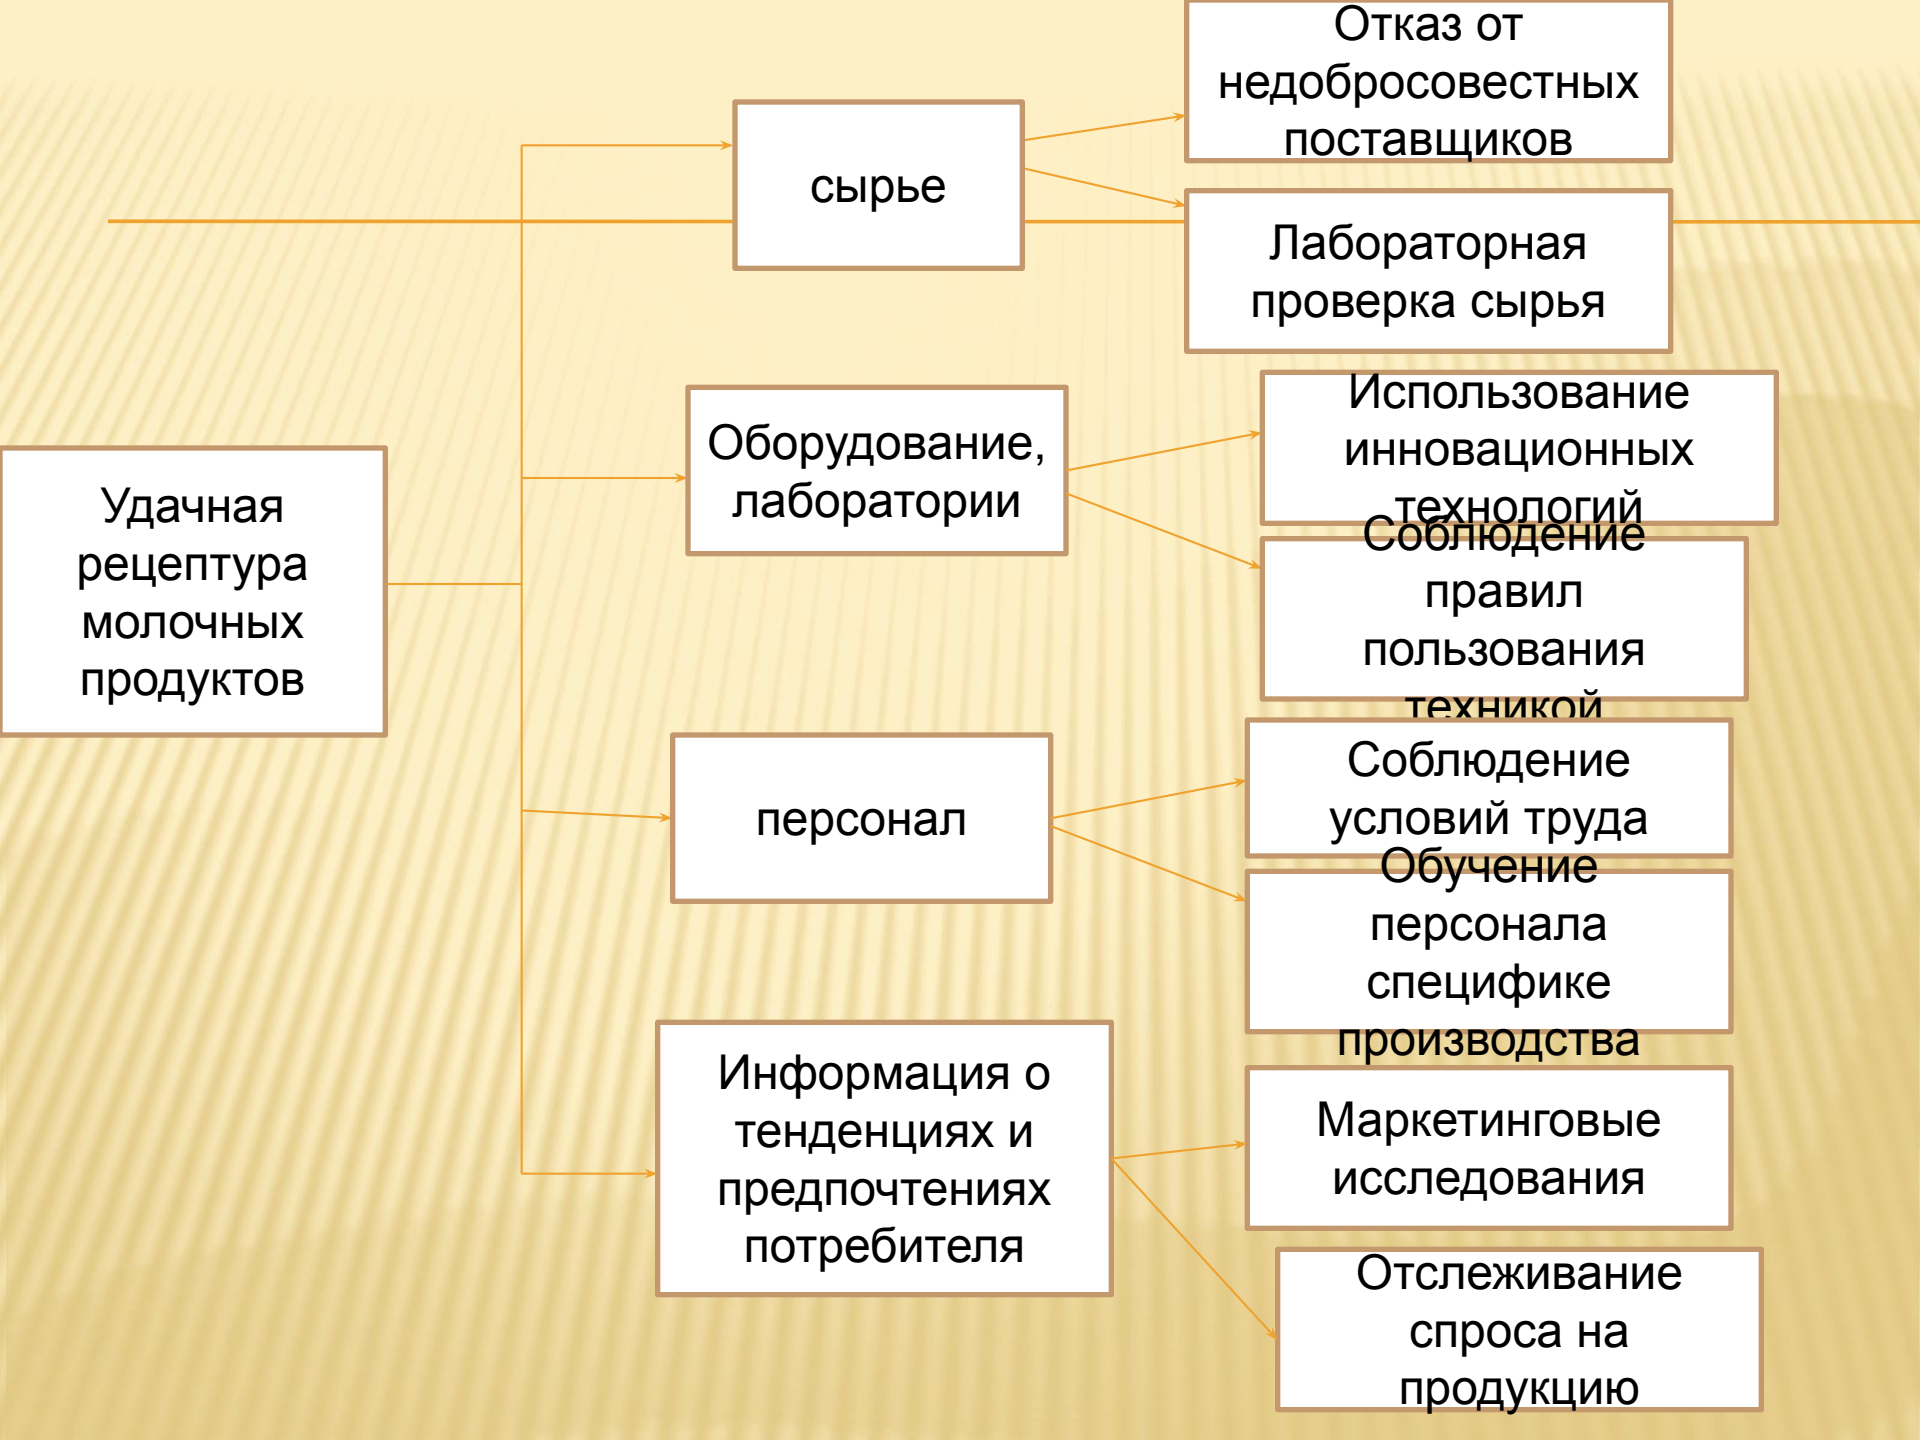 Удачная
рецептура
молочных
продуктов
сырье
Отказ от
недобросовестных
поставщиков
Лабораторная
проверка сырья
Оборудование,
лаборатории
Использование
инновационных
технологий
Соблюдение
правил
пользования
техникой
персонал
Соблюдение
условий труда
Обучение
персонала
специфике
производства
Информация о
тенденциях и
предпочтениях
потребителя
Маркетинговые
исследования
Отслеживание
спроса на
продукцию